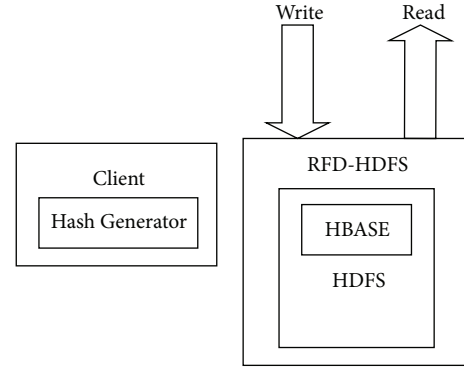 Write
Read
Client
Hash Generator
RFD-HDFS
HBASE
HDFS